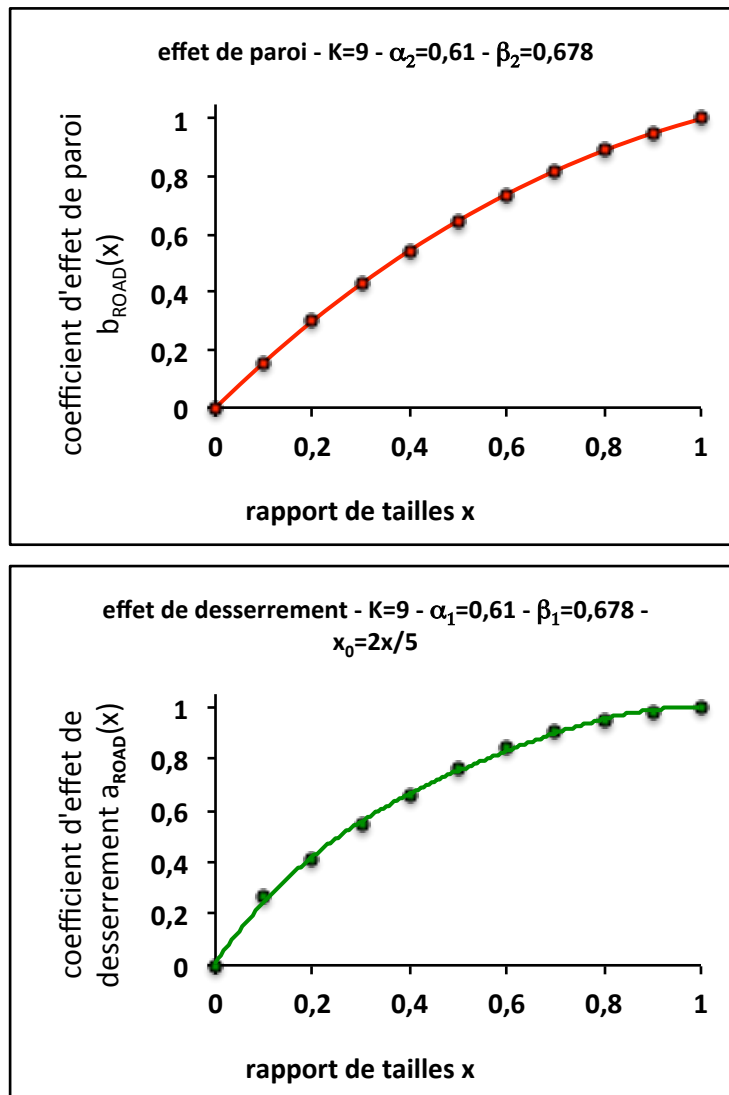 effet de paroi - K=9 - α₂=0,61 - β₂=0,678
coefficient d'effet de paroi
b_ROAD(x)
1
0,8
0,6
0,4
0,2
0
0 0,2 0,4 0,6 0,8 1
rapport de tailles x
effet de desserrement - K=9 - α₁=0,61 - β₁=0,678 -
x₀=2x/5
coefficient d'effet de
desserrement a_ROAD(x)
1
0,8
0,6
0,4
0,2
0
0 0,2 0,4 0,6 0,8 1
rapport de tailles x